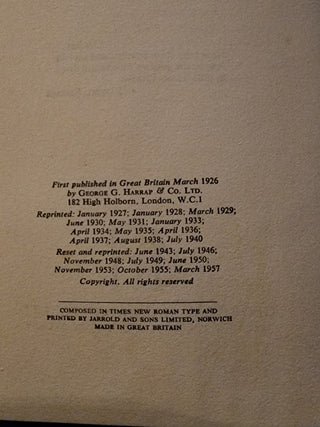 First published in Great Britain March 1926
by GEORGE G. HARRAP & CO. LTD.
182 High Holborn, London, W.C.1
Reprinted: January 1927; January 1928; March 1929;
June 1930; May 1931; January 1933;
April 1934; May 1935; April 1936;
April 1937; August 1938; July 1940
Reset and reprinted: June 1943; July 1946;
November 1948; July 1949; June 1950;
November 1953; October 1955; March 1957
Copyright. All rights reserved
COMPOSED IN TIMES NEW ROMAN TYPE AND
PRINTED BY JARROLD AND SONS LIMITED, NORWICH
MADE IN GREAT BRITAIN